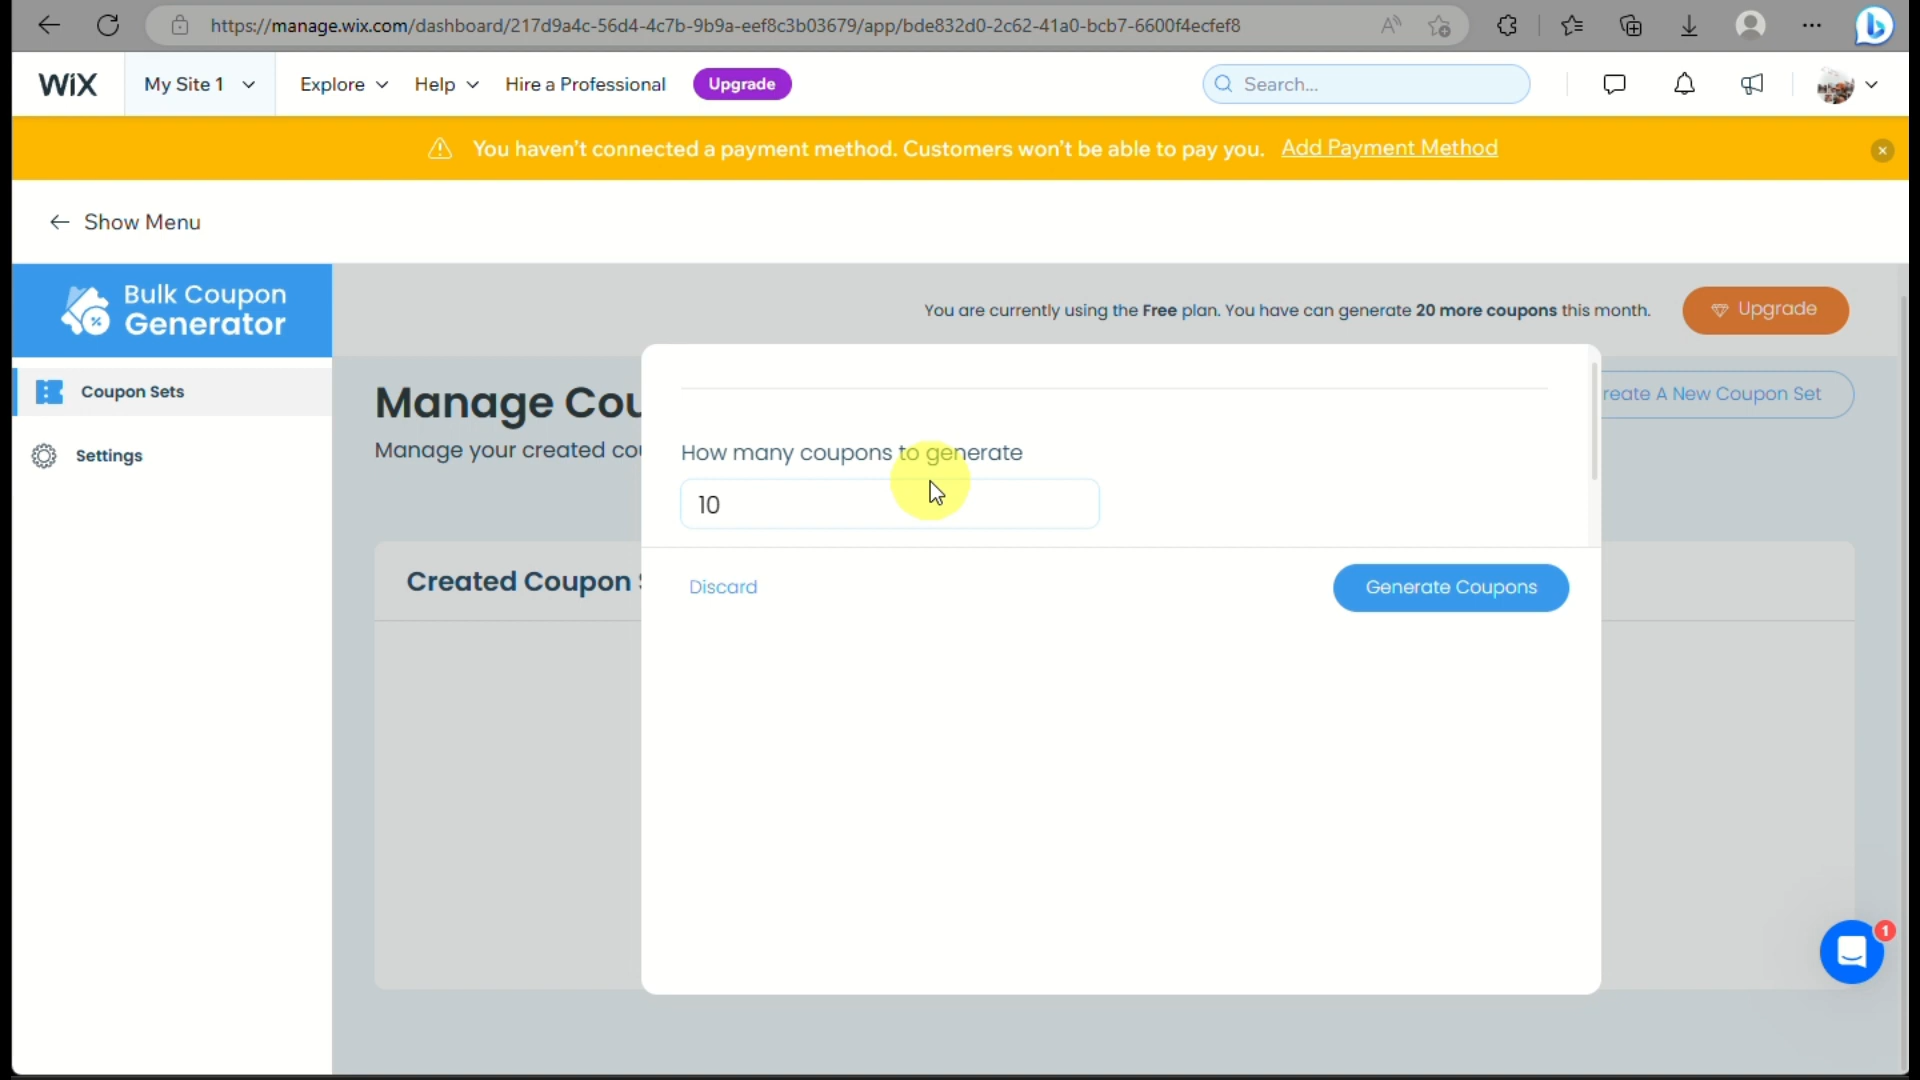 https://manage.wix.com/dashboard/217d9a4c-56d4-4c7b-9b9a-eef8c3b03679/app/bde832d0-2c62-41a0-bcb7-6600f4ecfef8
WiX My Site 1 Explore Help Hire a Professional Upgrade Search...
You haven't connected a payment method. Customers won't be able to pay you. Add Payment Method
Show Menu
Bulk Coupon
Generator
You are currently using the Free plan. You have can generate 20 more coupons this month. Upgrade
Coupon Sets
Settings
Manage Cou
Manage your created cou
reate A New Coupon Set
How many coupons to generate
10
Created Coupon S
Discard
Generate Coupons
1